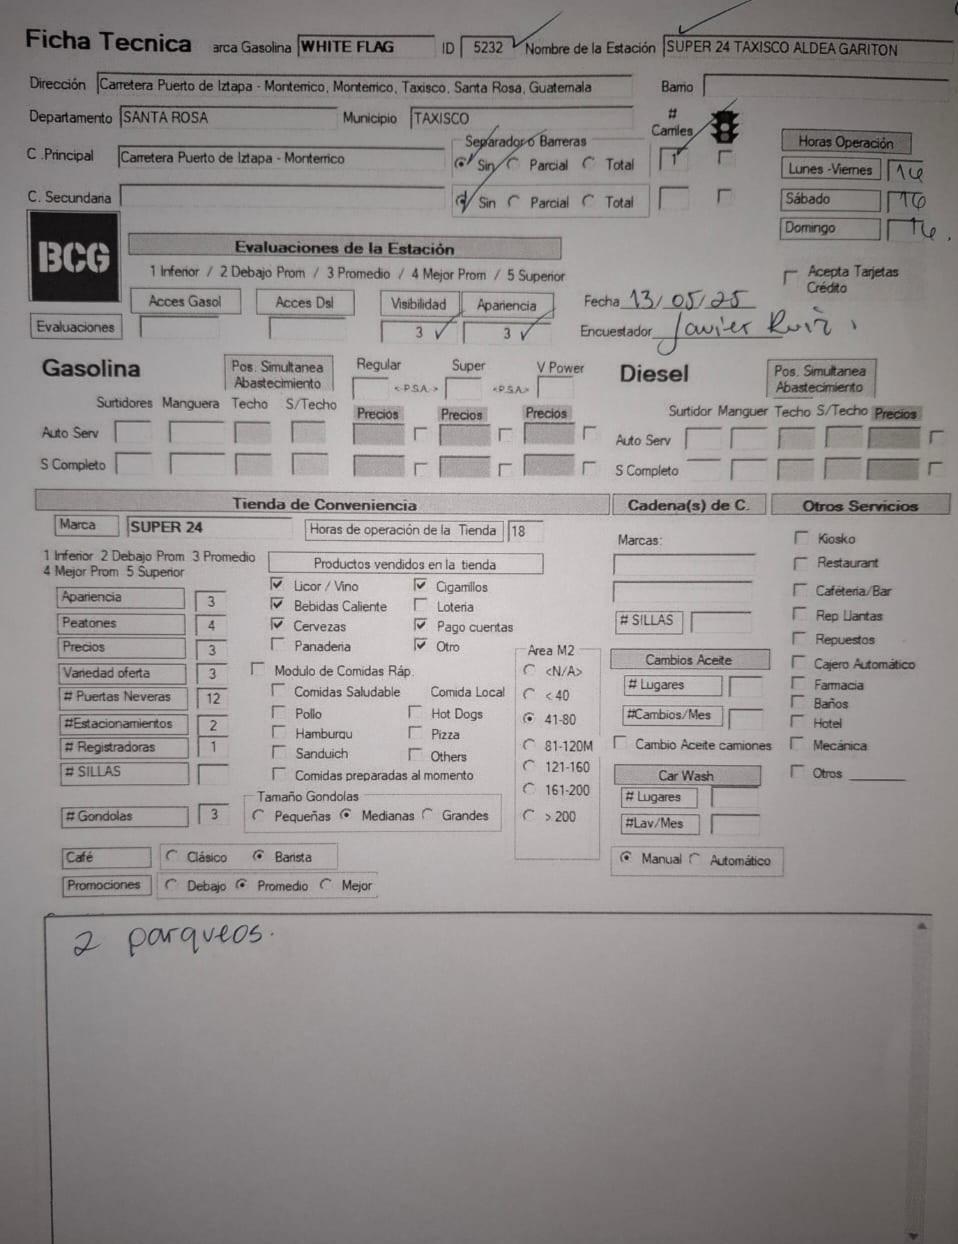 Ficha Tecnica arca Gasolina WHITE FLAG ID 5232 Nombre de la Estación SUPER 24 TAXISCO ALDEA GARITON
Dirección Carretera Puerto de Iztapa - Monterrico, Monterrico, Taxisco, Santa Rosa, Guatemala Barrio
Departamento SANTA ROSA Municipio TAXISCO # Carriles
Separador ó Barreras
Horas Operación
C .Principal Carretera Puerto de Iztapa - Monterrico Sin Parcial Total 1
Lunes -Viernes 16
C. Secundaria Sin Parcial Total
Sábado 16
Domingo 16
BCG
Evaluaciones de la Estación
1 Inferior / 2 Debajo Prom / 3 Promedio / 4 Mejor Prom / 5 Superior
Acepta Tarjetas Crédito
Acces Gasol Acces Dsl Visibilidad Apariencia Fecha 13/05/25
Evaluaciones 3 3 Encuestador Javier Ruiz
Gasolina Pos. Simultanea Abastecimiento Regular Super V Power Diesel Pos. Simultanea Abastecimiento
<-P.S.A.-> <-P.S.A.->
Surtidores Manguera Techo S/Techo Precios Precios Precios Surtidor Manguer Techo S/Techo Precios
Auto Serv Auto Serv
S Completo S Completo
Tienda de Conveniencia Cadena(s) de C. Otros Servicios
Marca SUPER 24 Horas de operación de la Tienda 18
Marcas: Kiosko
1 Inferior 2 Debajo Prom 3 Promedio
4 Mejor Prom 5 Superior
Productos vendidos en la tienda Restaurant
Licor / Vino Cigarrillos
Apariencia 3 Bebidas Caliente Loteria Cafeteria/Bar
Peatones 4 Cervezas Pago cuentas # SILLAS Rep Llantas
Precios 3 Panaderia Otro Area M2 Repuestos
Variedad oferta 3 Modulo de Comidas Ráp. <N/A> Cambios Aceite Cajero Automático
# Puertas Neveras 12 Comidas Saludable Comida Local < 40 # Lugares Farmacia
Baños
#Estacionamientos 2 Pollo Hot Dogs 41-80 #Cambios/Mes Hotel
Hamburgu Pizza
# Registradoras 1 Sanduich Others 81-120M Cambio Aceite camiones Mecánica
# SILLAS Comidas preparadas al momento 121-160 Car Wash Otros
Tamaño Gondolas 161-200 # Lugares
# Gondolas 3 Pequeñas Medianas Grandes > 200 #Lav/Mes
Café Clásico Barista Manual Automático
Promociones Debajo Promedio Mejor
2 parqueos.